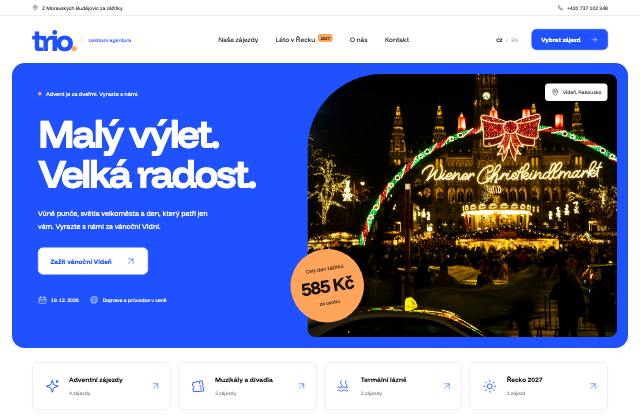 Z Moravských Budějovic za zážitky
+420 737 102 348
trio.
cestovní agentura
Naše zájezdy
Léto v Řecku 2027
O nás
Kontakt
CZ / EN
Vybrat zájezd
Advent je za dveřmi. Vyrazte s námi.
Malý výlet.
Velká radost.
Vůně punče, světla velkoměsta a den, který patří jen
vám. Vyrazte s námi za vánoční Vídní.
Zažít vánoční Vídeň
19. 12. 2026
Doprava a průvodce v ceně
Vídeň, Rakousko
Wiener Christkindlmarkt
Celý den zážitků
585 Kč
za osobu
Adventní zájezdy
4 zájezdy
Muzikály a divadla
3 zájezdy
Termální lázně
2 zájezdy
Řecko 2027
1 zájezd